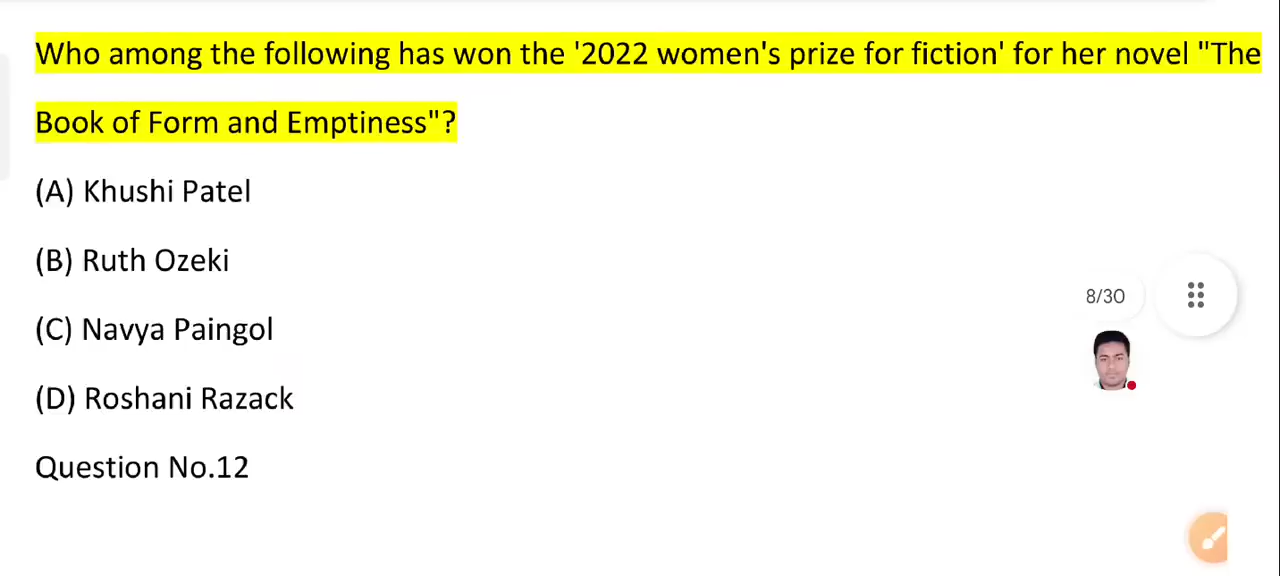 Who among the following has won the '2022 women's prize for fiction' for her novel "The
Book of Form and Emptiness"?
(A) Khushi Patel
(B) Ruth Ozeki
(C) Navya Paingol
8/30
(D) Roshani Razack
Question No.12